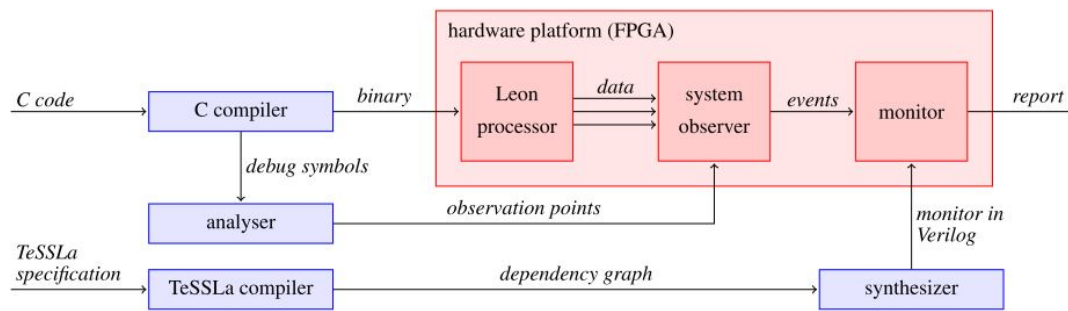 hardware platform (FPGA)
C code
C compiler
binary
Leon
processor
data
system
observer
events
monitor
report
debug symbols
analyser
observation points
monitor in
Verilog
TeSSLa
specification
TeSSLa compiler
dependency graph
synthesizer